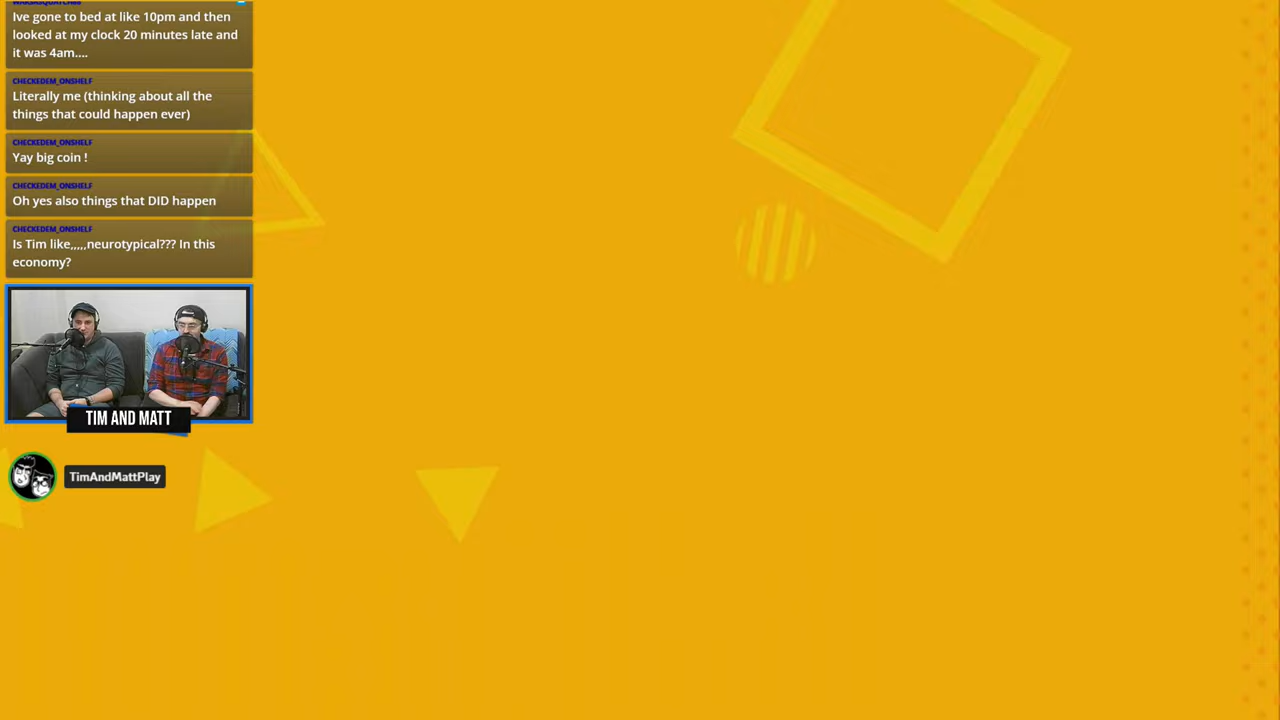 Ive gone to bed at like 10pm and then
looked at my clock 20 minutes late and
it was 4am....
CHECKEDEM_ONSHELF
Literally me (thinking about all the
things that could happen ever)
CHECKEDEM_ONSHELF
Yay big coin !
CHECKEDEM_ONSHELF
Oh yes also things that DID happen
CHECKEDEM_ONSHELF
Is Tim like,,,,,neurotypical??? In this
economy?
TIM AND MATT
TimAndMattPlay